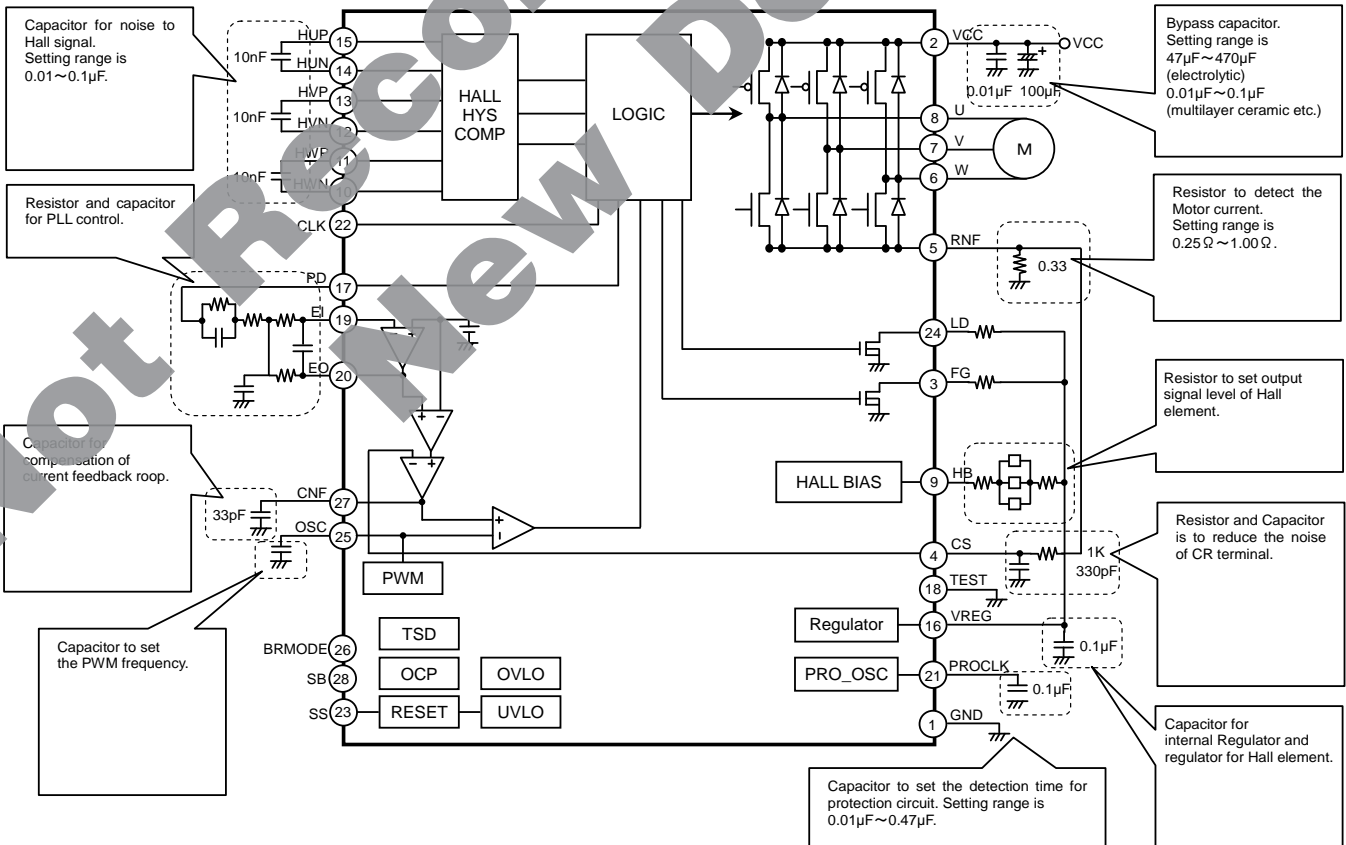 Capacitor for noise to
Hall signal.
Setting range is
0.01～0.1µF.
Resistor and capacitor
for PLL control.
Capacitor for
compensation of
current feedback roop.
Capacitor to set
the PWM frequency.
10nF
10nF
10nF
HUP
15
HUN
14
HVP
13
HVN
12
HWP
11
HWN
10
CLK
22
PD
17
EI
19
EO
20
CNF
27
33pF
OSC
25
BRMODE
26
SB
28
SS
23
HALL
HYS
COMP
LOGIC
+
−
+
−
−
+
+
−
PWM
TSD
OCP
OVLO
RESET
UVLO
HALL BIAS
Regulator
PRO_OSC
2
VCC
VCC
+
0.01µF
100µF
8
U
7
V
6
W
M
5
RNF
0.33
24
LD
3
FG
9
HB
4
CS
1K
330pF
18
TEST
16
VREG
0.1µF
21
PROCLK
0.1µF
1
GND
Bypass capacitor.
Setting range is
47µF～470µF
(electrolytic)
0.01µF～0.1µF
(multilayer ceramic etc.)
Resistor to detect the
Motor current.
Setting range is
0.25Ω～1.00Ω.
Resistor to set output
signal level of Hall
element.
Resistor and Capacitor
is to reduce the noise
of CR terminal.
Capacitor for
internal Regulator and
regulator for Hall element.
Capacitor to set the detection time for
protection circuit. Setting range is
0.01µF～0.47µF.
Not Recom
New D